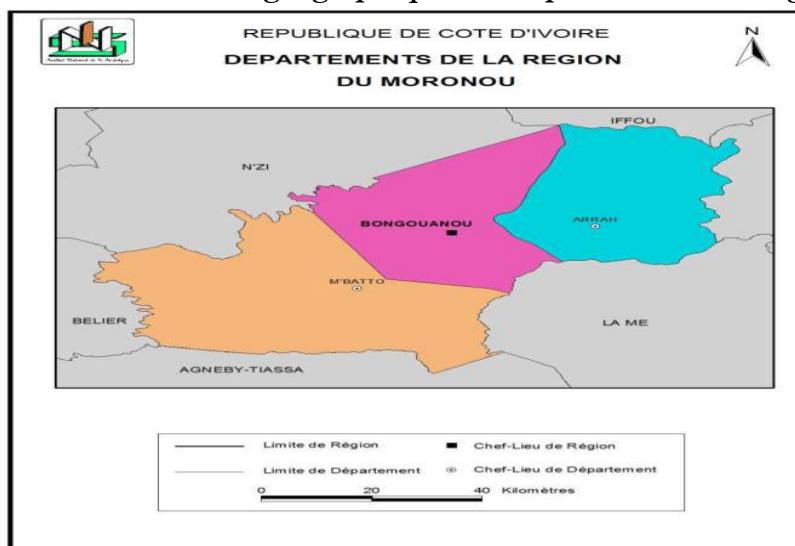 REPUBLIQUE DE COTE D'IVOIRE
DEPARTEMENTS DE LA REGION
DU MORONOU
N
IFFOU
N'ZI
BONGOUANOU
ARRAH
M'BATTO
BELIER
LA ME
AGNEBY-TIASSA
Limite de Région
Chef-Lieu de Région
Limite de Département
Chef-Lieu de Département
0 20 40 Kilomètres